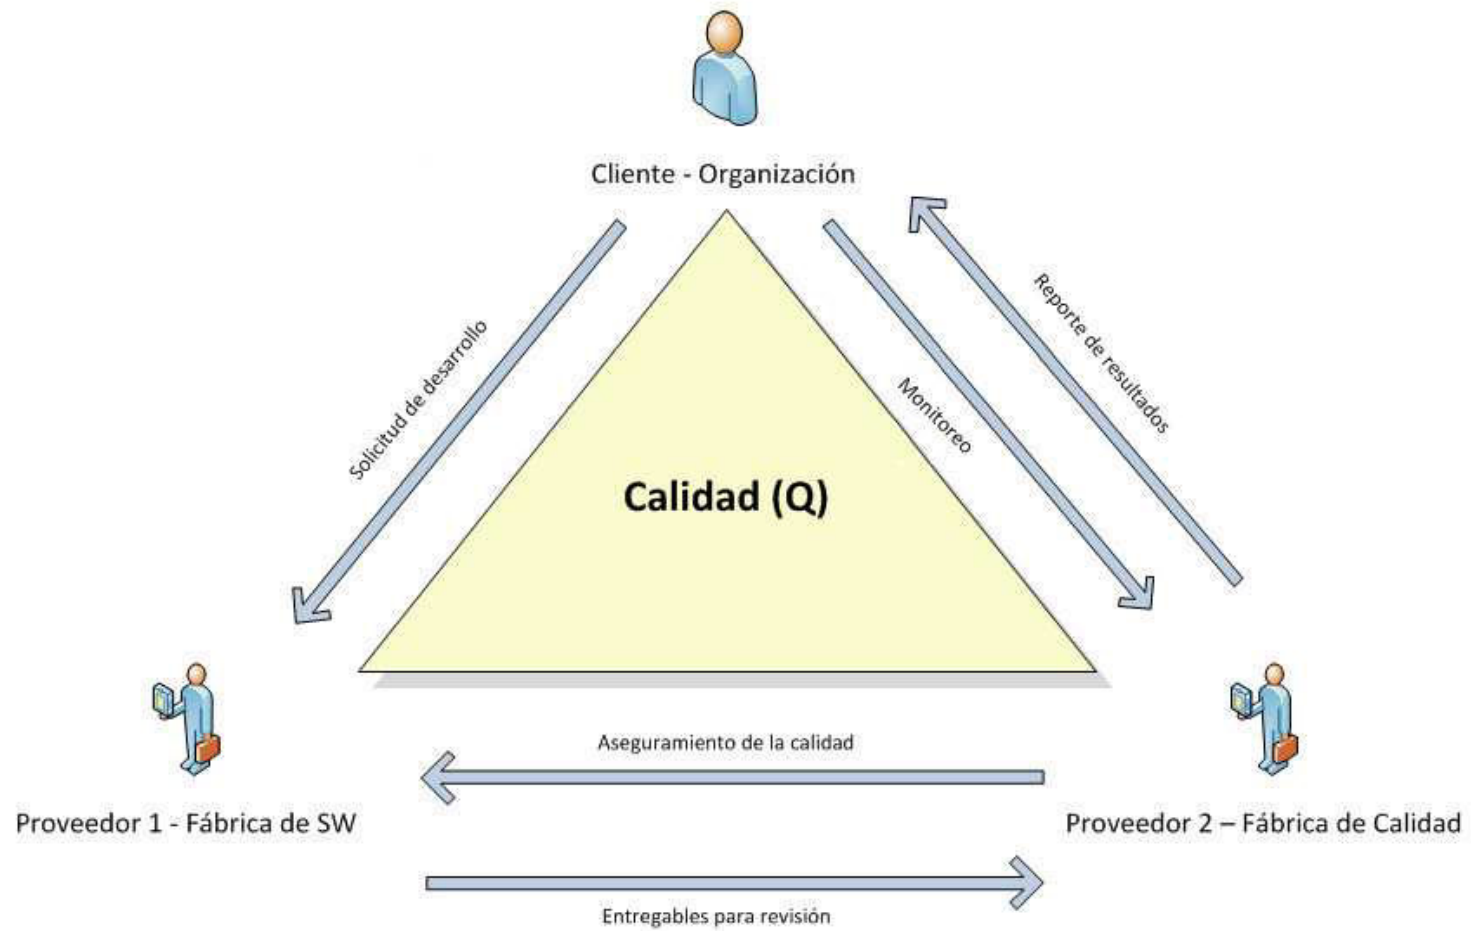 Cliente - Organización
Solicitud de desarrollo
Monitoreo
Reporte de resultados
Calidad (Q)
Aseguramiento de la calidad
Proveedor 1 - Fábrica de SW
Proveedor 2 – Fábrica de Calidad
Entregables para revisión